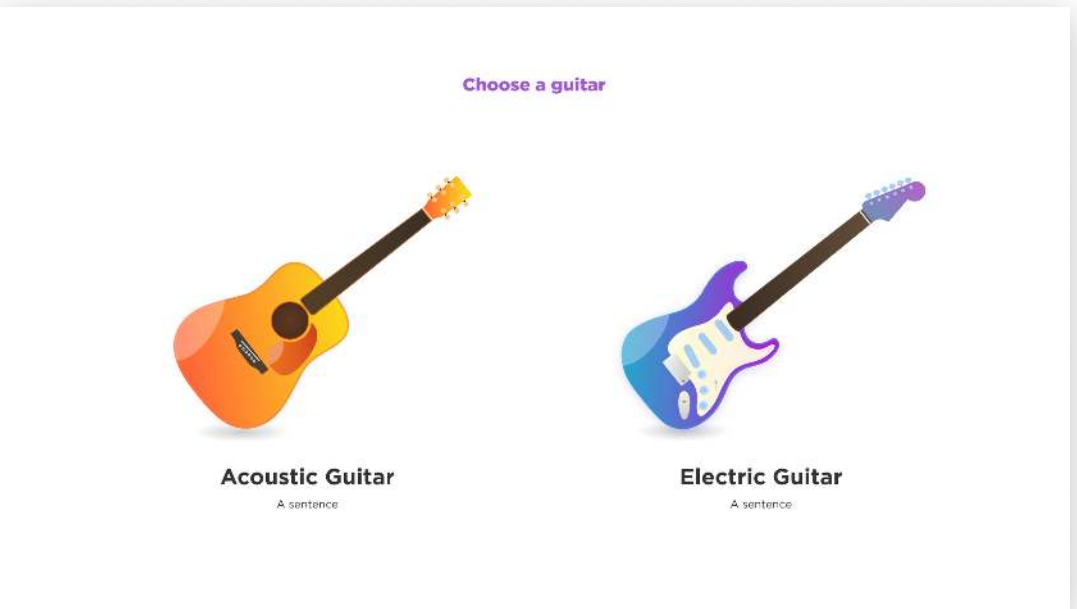 Choose a guitar
Acoustic Guitar
A sentence
Electric Guitar
A sentence